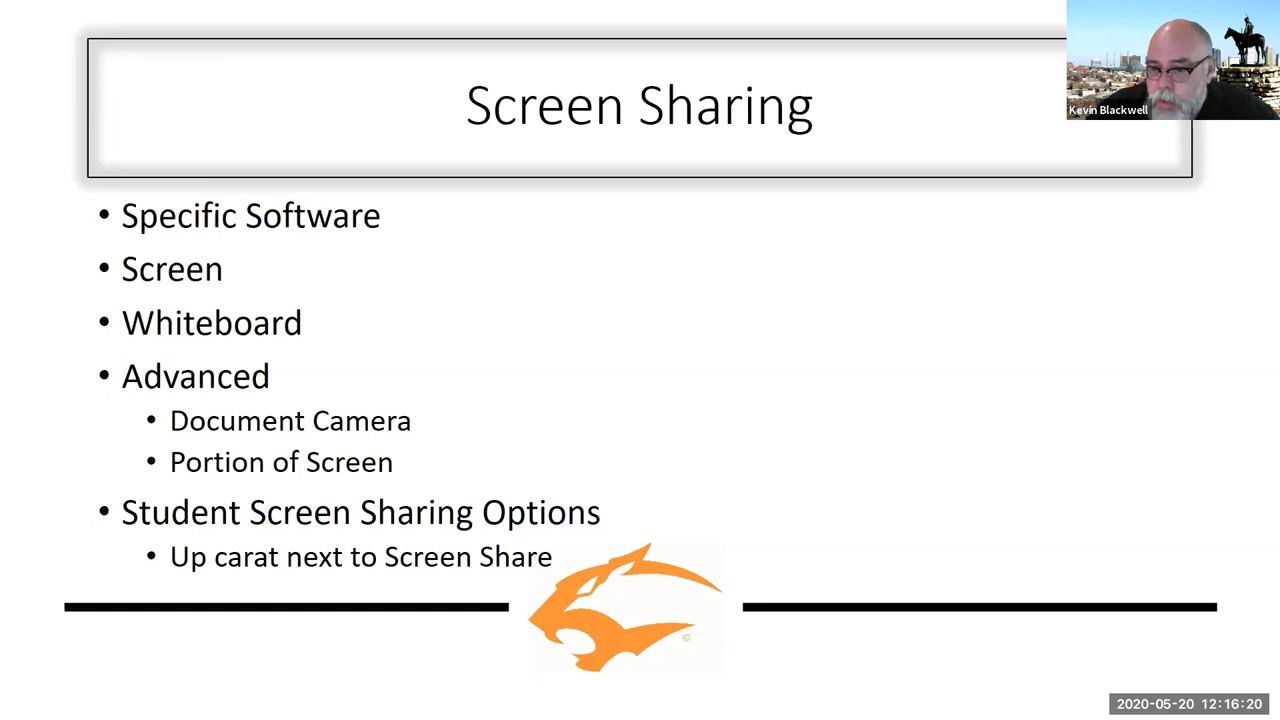 Screen Sharing
Kevin Blackwell
• Specific Software
• Screen
• Whiteboard
• Advanced
• Document Camera
• Portion of Screen
• Student Screen Sharing Options
• Up carat next to Screen Share
©
2020-05-20 12:16:20